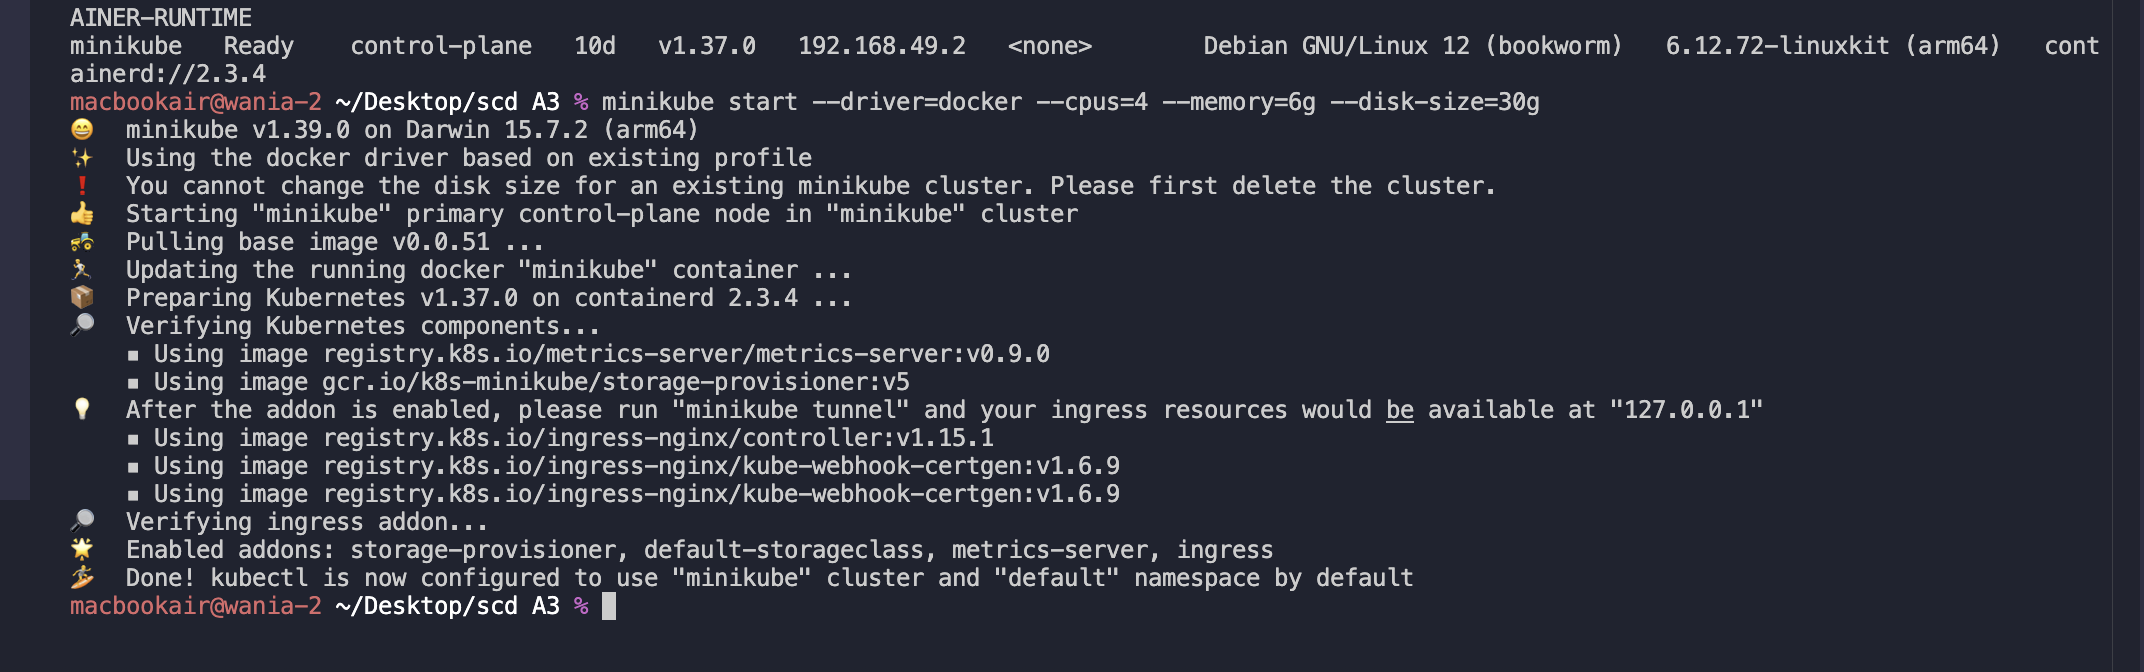 AINER-RUNTIME
minikube   Ready    control-plane   10d   v1.37.0   192.168.49.2   <none>        Debian GNU/Linux 12 (bookworm)   6.12.72-linuxkit (arm64)   cont
ainerd://2.3.4
macbookair@wania-2 ~/Desktop/scd A3 % minikube start --driver=docker --cpus=4 --memory=6g --disk-size=30g
😄  minikube v1.39.0 on Darwin 15.7.2 (arm64)
✨  Using the docker driver based on existing profile
❗  You cannot change the disk size for an existing minikube cluster. Please first delete the cluster.
👍  Starting "minikube" primary control-plane node in "minikube" cluster
🚜  Pulling base image v0.0.51 ...
🏃  Updating the running docker "minikube" container ...
📦  Preparing Kubernetes v1.37.0 on containerd 2.3.4 ...
🔎  Verifying Kubernetes components...
    ▪ Using image registry.k8s.io/metrics-server/metrics-server:v0.9.0
    ▪ Using image gcr.io/k8s-minikube/storage-provisioner:v5
💡  After the addon is enabled, please run "minikube tunnel" and your ingress resources would be available at "127.0.0.1"
    ▪ Using image registry.k8s.io/ingress-nginx/controller:v1.15.1
    ▪ Using image registry.k8s.io/ingress-nginx/kube-webhook-certgen:v1.6.9
    ▪ Using image registry.k8s.io/ingress-nginx/kube-webhook-certgen:v1.6.9
🔎  Verifying ingress addon...
🌟  Enabled addons: storage-provisioner, default-storageclass, metrics-server, ingress
🏄  Done! kubectl is now configured to use "minikube" cluster and "default" namespace by default
macbookair@wania-2 ~/Desktop/scd A3 %